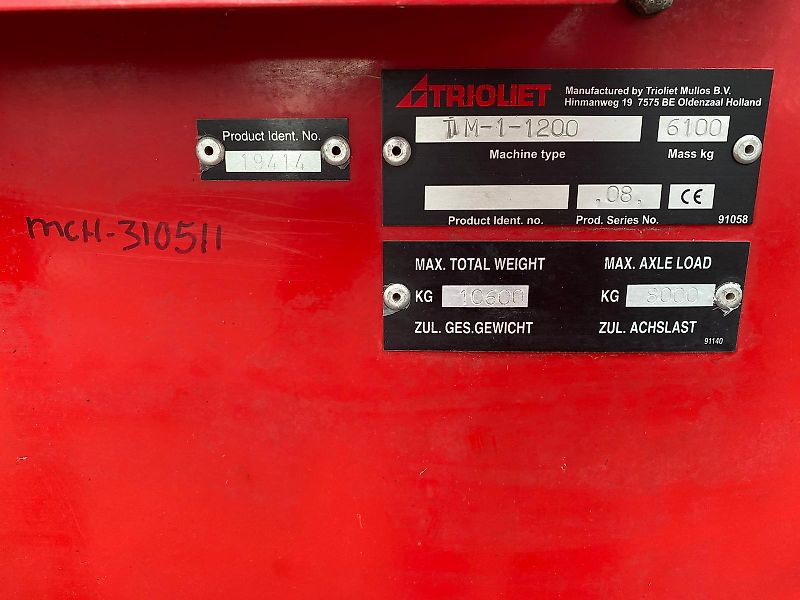 TRIOLIET
Manufactured by Trioliet Mullos B.V.
Hinmanweg 19 7575 BE Oldenzaal Holland
M-1-1200
6100
Machine type
Mass kg
.08.
CE
Product Ident. no.
Prod. Series No.
91058
Product Ident. No.
19414
MCH-310511
MAX. TOTAL WEIGHT
MAX. AXLE LOAD
KG 10600
KG 8000
ZUL. GES.GEWICHT
ZUL. ACHSLAST
91140